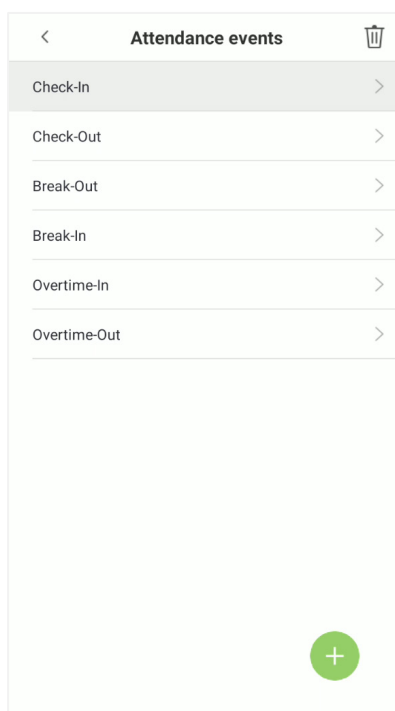 Attendance events
Check-In
Check-Out
Break-Out
Break-In
Overtime-In
Overtime-Out